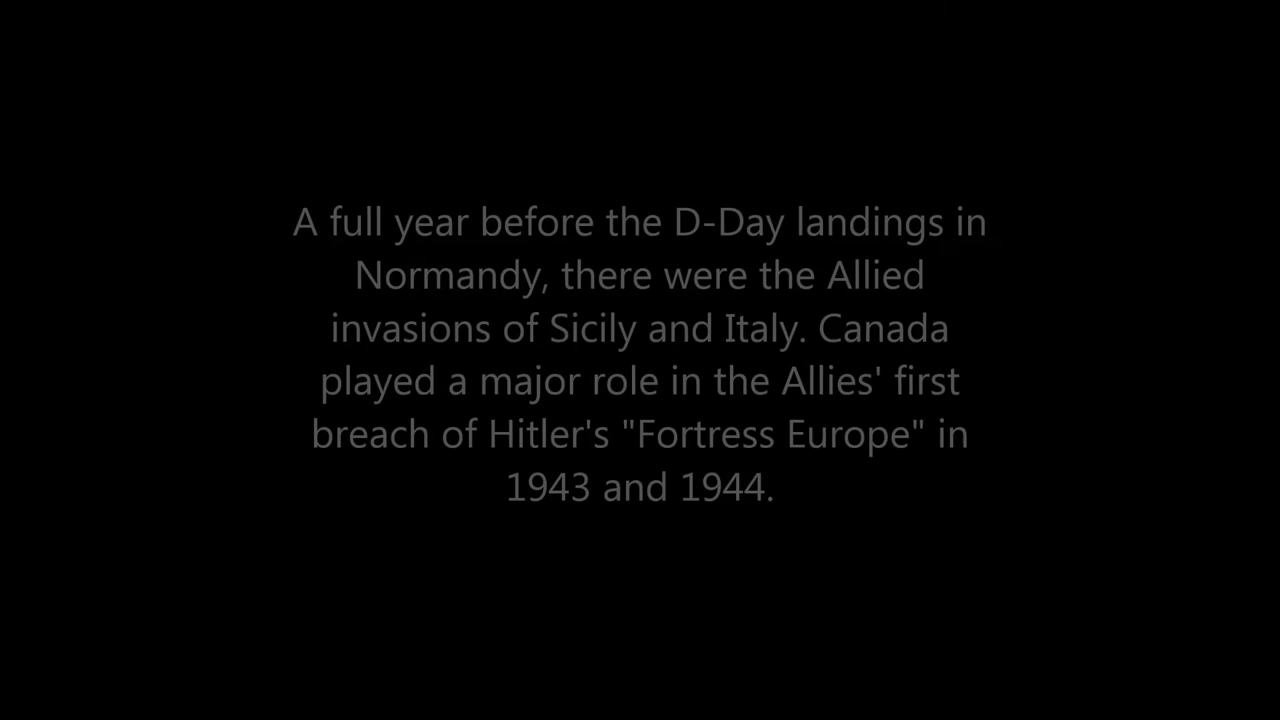 A full year before the D-Day landings in
Normandy, there were the Allied
invasions of Sicily and Italy. Canada
played a major role in the Allies' first
breach of Hitler's "Fortress Europe" in
1943 and 1944.